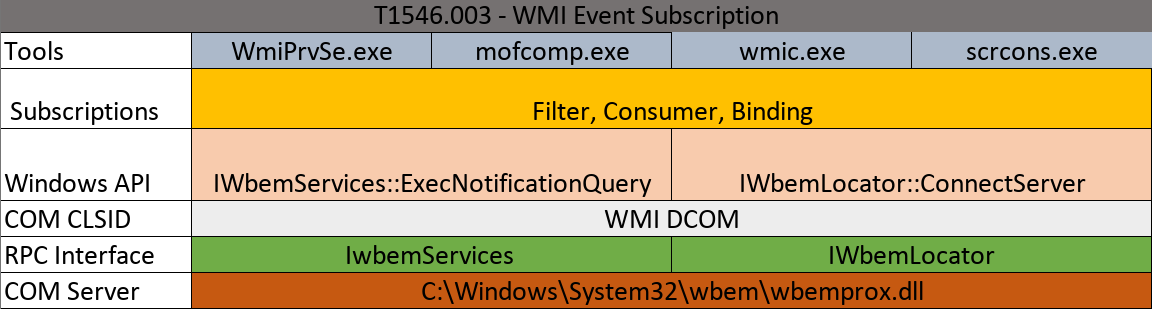 T1546.003 - WMI Event Subscription
Tools WmiPrvSe.exe mofcomp.exe wmic.exe scrcons.exe
Subscriptions Filter, Consumer, Binding
Windows API IWbemServices::ExecNotificationQuery IWbemLocator::ConnectServer
COM CLSID WMI DCOM
RPC Interface IwbemServices IWbemLocator
COM Server C:\Windows\System32\wbem\wbemprox.dll